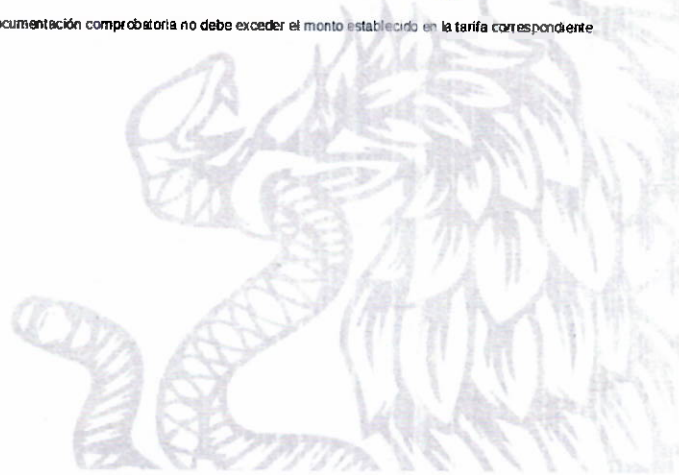 ocumentación comprobatoria no debe exceder el monto establecido en la tarifa correspondiente